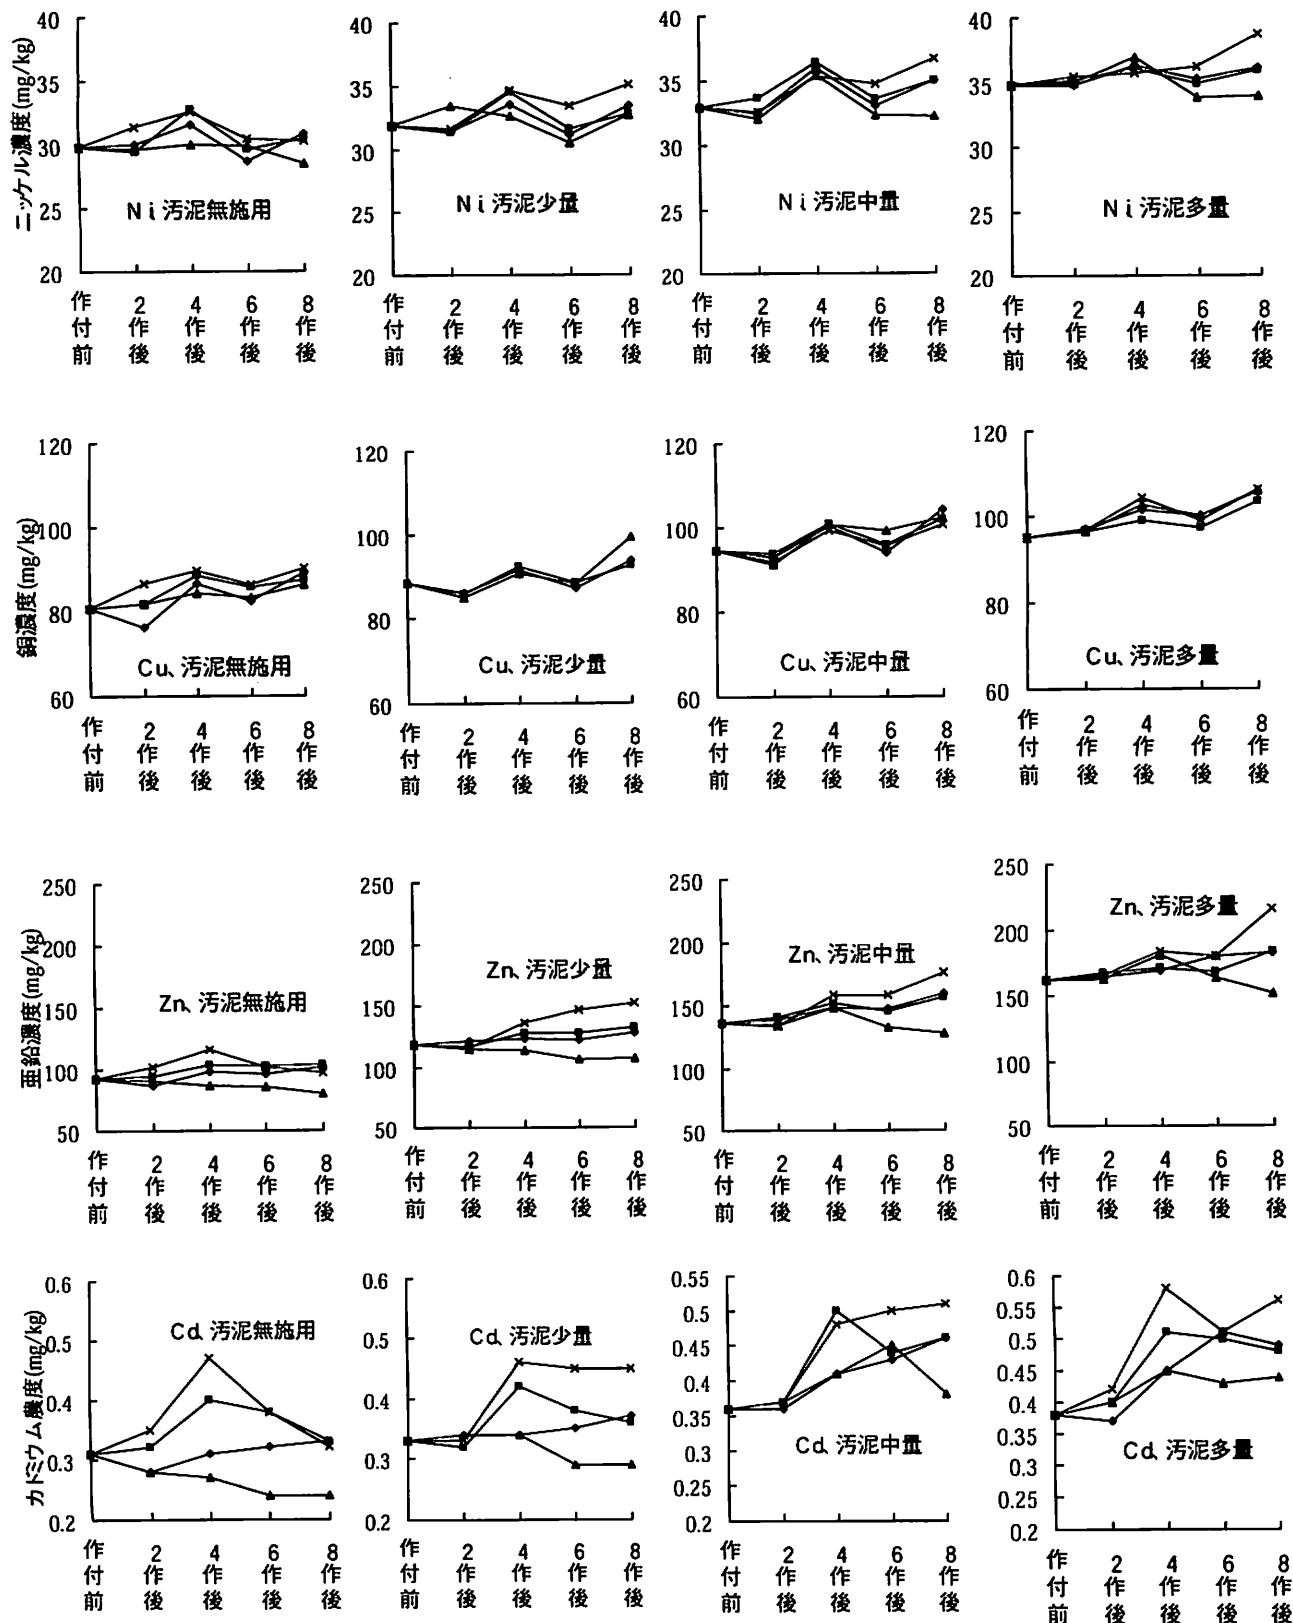 ニッケル濃度(mg/kg)
40
35
30
25
20
Ni 汚泥無施用
作付前
2作後
4作後
6作後
8作後
40
35
30
25
20
Ni 汚泥少量
作付前
2作後
4作後
6作後
8作後
40
35
30
25
20
Ni 汚泥中量
作付前
2作後
4作後
6作後
8作後
40
35
30
25
20
Ni 汚泥多量
作付前
2作後
4作後
6作後
8作後
銅濃度(mg/kg)
120
100
80
60
Cu、汚泥無施用
作付前
2作後
4作後
6作後
8作後
120
100
80
60
Cu、汚泥少量
作付前
2作後
4作後
6作後
8作後
120
100
80
60
Cu、汚泥中量
作付前
2作後
4作後
6作後
8作後
120
100
80
60
Cu、汚泥多量
作付前
2作後
4作後
6作後
8作後
亜鉛濃度(mg/kg)
250
200
150
100
50
Zn、汚泥無施用
作付前
2作後
4作後
6作後
8作後
250
200
150
100
50
Zn、汚泥少量
作付前
2作後
4作後
6作後
8作後
250
200
150
100
50
Zn、汚泥中量
作付前
2作後
4作後
6作後
8作後
250
200
150
100
50
Zn、汚泥多量
作付前
2作後
4作後
6作後
8作後
カドミウム濃度(mg/kg)
0.6
0.5
0.4
0.3
0.2
Cd、汚泥無施用
作付前
2作後
4作後
6作後
8作後
0.6
0.5
0.4
0.3
0.2
Cd、汚泥少量
作付前
2作後
4作後
6作後
8作後
0.55
0.5
0.45
0.4
0.35
0.3
0.25
0.2
Cd、汚泥中量
作付前
2作後
4作後
6作後
8作後
0.6
0.55
0.5
0.45
0.4
0.35
0.3
0.25
0.2
Cd、汚泥多量
作付前
2作後
4作後
6作後
8作後